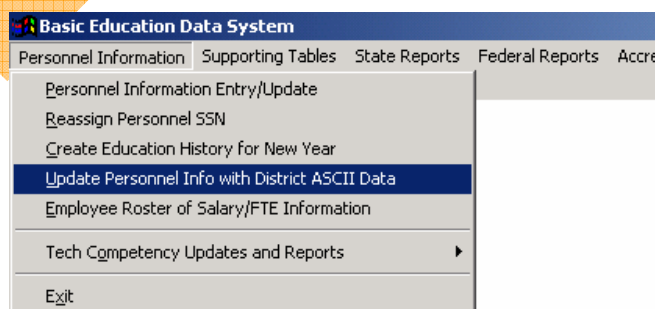 Basic Education Data System
Personnel Information Supporting Tables State Reports Federal Reports Accre
Personnel Information Entry/Update
Reassign Personnel SSN
Create Education History for New Year
Update Personnel Info with District ASCII Data
Employee Roster of Salary/FTE Information
Tech Competency Updates and Reports
Exit